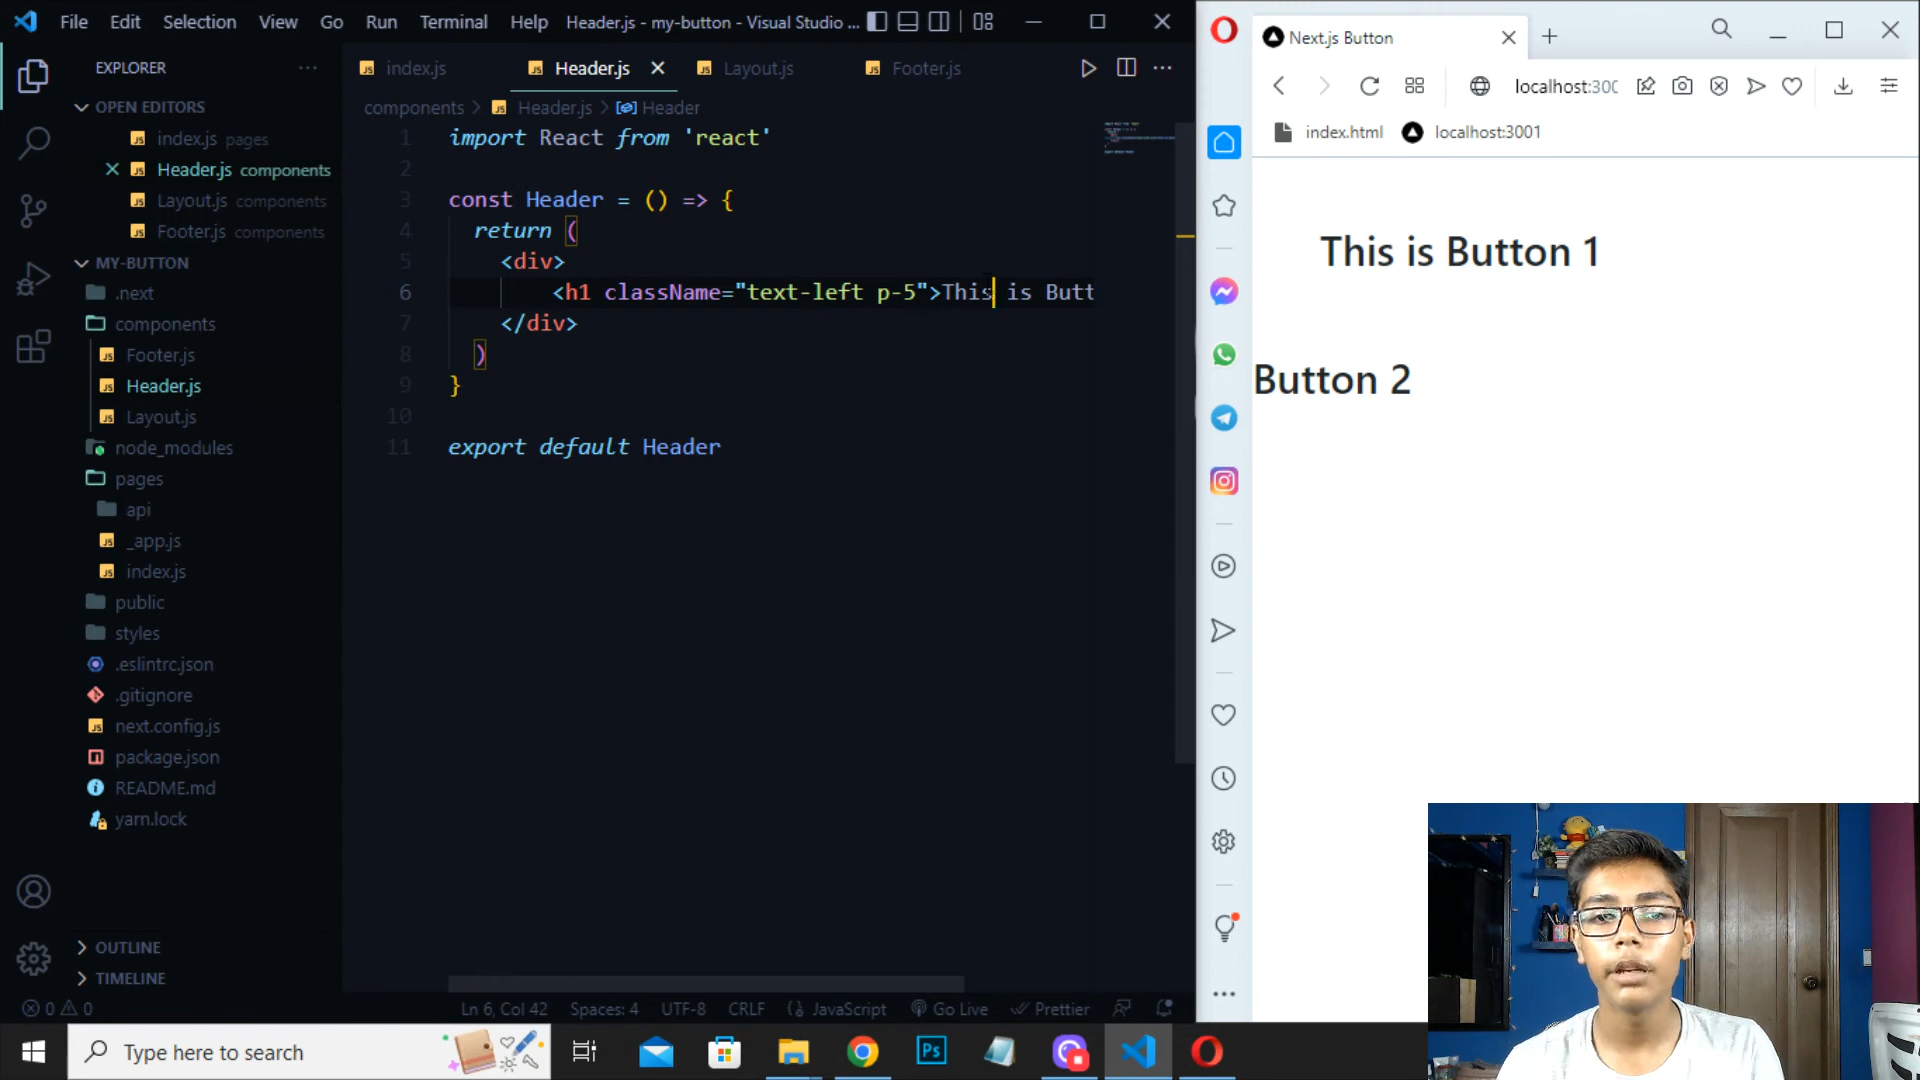 File Edit Selection View Go Run Terminal Help Header.js - my-button - Visual Studio ...
EXPLORER
OPEN EDITORS
index.js pages
Header.js components
Layout.js components
Footer.js components
MY-BUTTON
.next
components
Footer.js
Header.js
Layout.js
node_modules
pages
api
_app.js
index.js
public
styles
.eslintrc.json
.gitignore
next.config.js
package.json
README.md
yarn.lock
OUTLINE
TIMELINE
index.js Header.js Layout.js Footer.js
components > Header.js > Header
1 import React from 'react'
2
3 const Header = () => {
4 return (
5 <div>
6 <h1 className="text-left p-5">This is Butt
7 </div>
8 )
9 }
10
11 export default Header
0 0
Ln 6, Col 42 Spaces: 4 UTF-8 CRLF {} JavaScript Go Live Prettier
Next.js Button
localhost:300
index.html localhost:3001
This is Button 1
Button 2
Type here to search
Ps